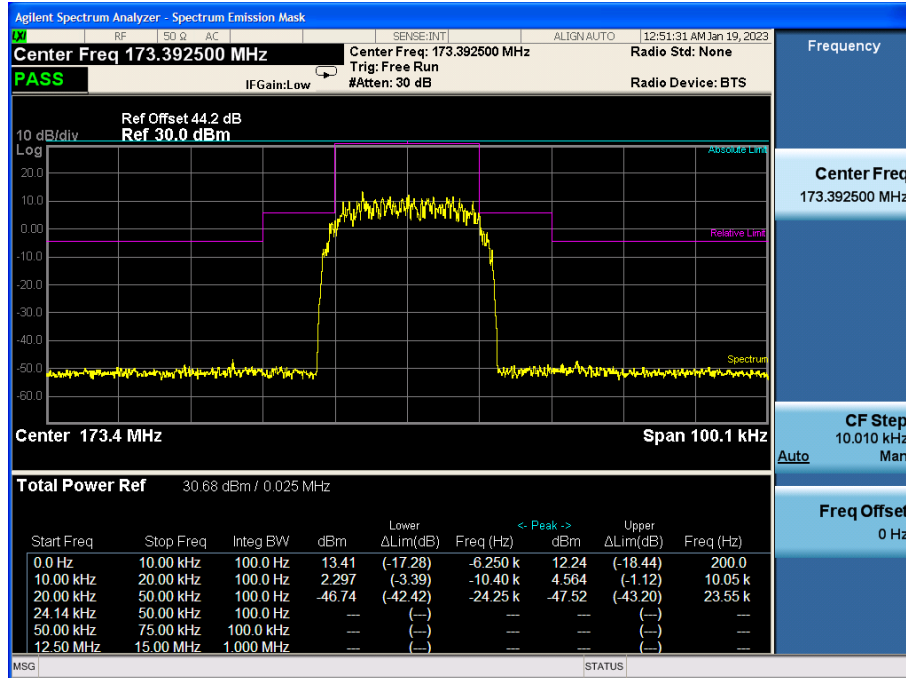 Agilent Spectrum Analyzer - Spectrum Emission Mask
LXI RF 50 Ω AC SENSE:INT ALIGN AUTO 12:51:31 AM Jan 19, 2023
Center Freq 173.392500 MHz Center Freq: 173.392500 MHz Radio Std: None Frequency
Trig: Free Run
PASS IFGain:Low #Atten: 30 dB Radio Device: BTS
Ref Offset 44.2 dB
10 dB/div Ref 30.0 dBm
Log Absolute Limit
20.0
10.0
0.00
Relative Limit
-10.0
-20.0
-30.0
-40.0
Spectrum
-50.0
-60.0
Center 173.4 MHz Span 100.1 kHz
Center Freq
173.392500 MHz
CF Step
10.010 kHz
Auto Man
Freq Offset
0 Hz
Total Power Ref 30.68 dBm / 0.025 MHz
Lower <- Peak -> Upper
Start Freq Stop Freq Integ BW dBm ΔLim(dB) Freq (Hz) dBm ΔLim(dB) Freq (Hz)
0.0 Hz 10.00 kHz 100.0 Hz 13.41 (-17.28) -6.250 k 12.24 (-18.44) 200.0
10.00 kHz 20.00 kHz 100.0 Hz 2.297 (-3.39) -10.40 k 4.564 (-1.12) 10.05 k
20.00 kHz 50.00 kHz 100.0 Hz -46.74 (-42.42) -24.25 k -47.52 (-43.20) 23.55 k
24.14 kHz 50.00 kHz 100.0 Hz --- (---) --- --- (---) ---
50.00 kHz 75.00 kHz 100.0 kHz --- (---) --- --- (---) ---
12.50 MHz 15.00 MHz 1.000 MHz --- (---) --- --- (---) ---
MSG STATUS